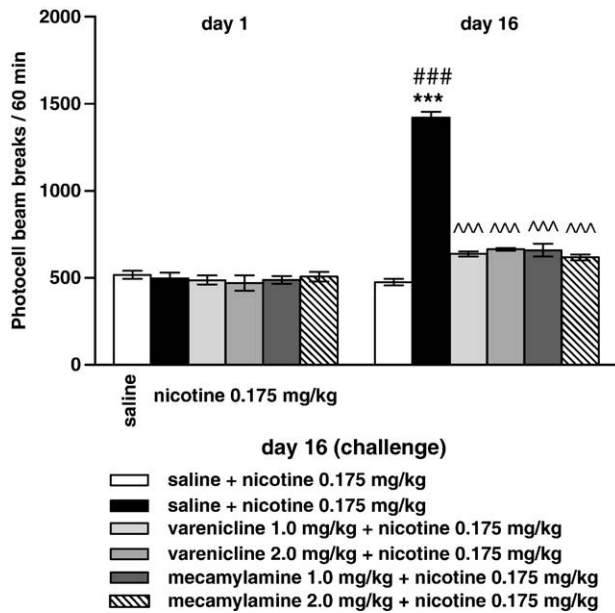 2000
day 1 day 16
1500
###
***
1000
^^^ ^^^ ^^^ ^^^
500
0
Photocell beam breaks / 60 min
saline
nicotine 0.175 mg/kg
day 16 (challenge)
saline + nicotine 0.175 mg/kg
saline + nicotine 0.175 mg/kg
varenicline 1.0 mg/kg + nicotine 0.175 mg/kg
varenicline 2.0 mg/kg + nicotine 0.175 mg/kg
mecamylamine 1.0 mg/kg + nicotine 0.175 mg/kg
mecamylamine 2.0 mg/kg + nicotine 0.175 mg/kg